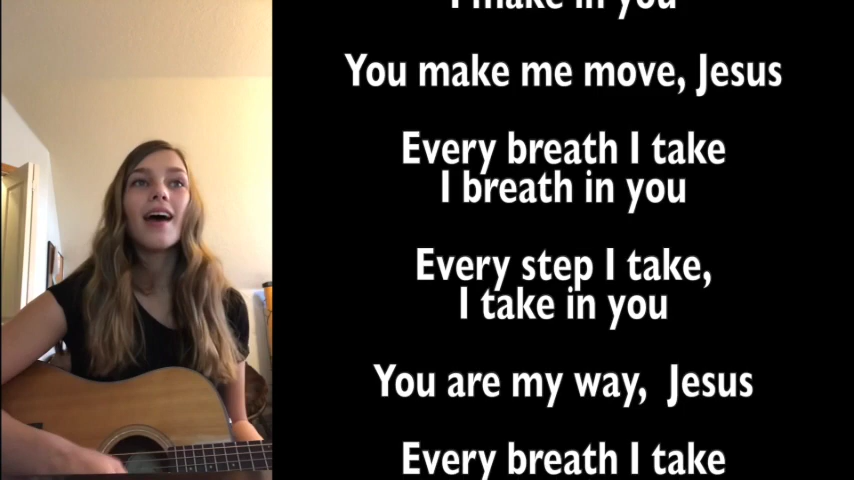 I make in you
You make me move, Jesus
Every breath I take
I breath in you
Every step I take,
I take in you
You are my way, Jesus
Every breath I take